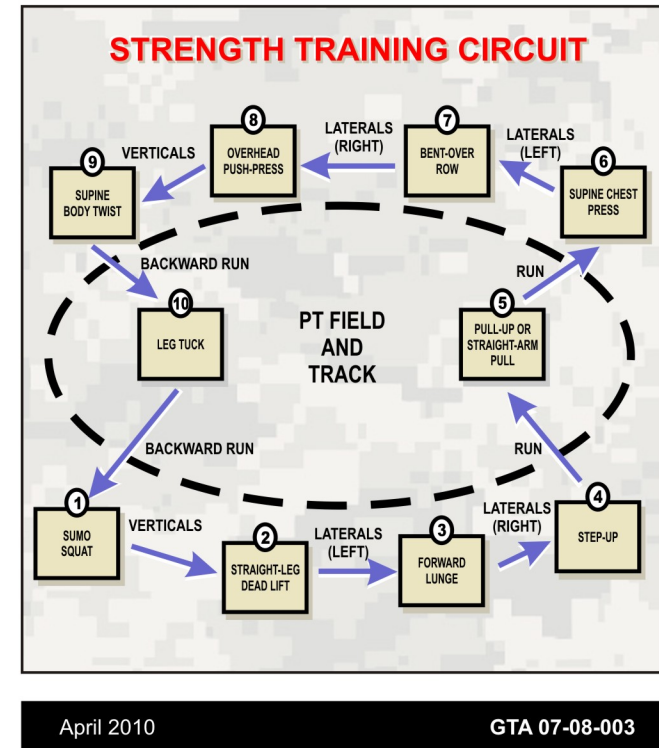 STRENGTH TRAINING CIRCUIT
1
SUMO
SQUAT
VERTICALS
2
STRAIGHT-LEG
DEAD LIFT
LATERALS
(LEFT)
3
FORWARD
LUNGE
LATERALS
(RIGHT)
4
STEP-UP
RUN
5
PULL-UP OR
STRAIGHT-ARM
PULL
RUN
6
SUPINE CHEST
PRESS
LATERALS
(LEFT)
7
BENT-OVER
ROW
LATERALS
(RIGHT)
8
OVERHEAD
PUSH-PRESS
VERTICALS
9
SUPINE
BODY TWIST
BACKWARD RUN
10
LEG TUCK
BACKWARD RUN
PT FIELD
AND
TRACK
April 2010
GTA 07-08-003